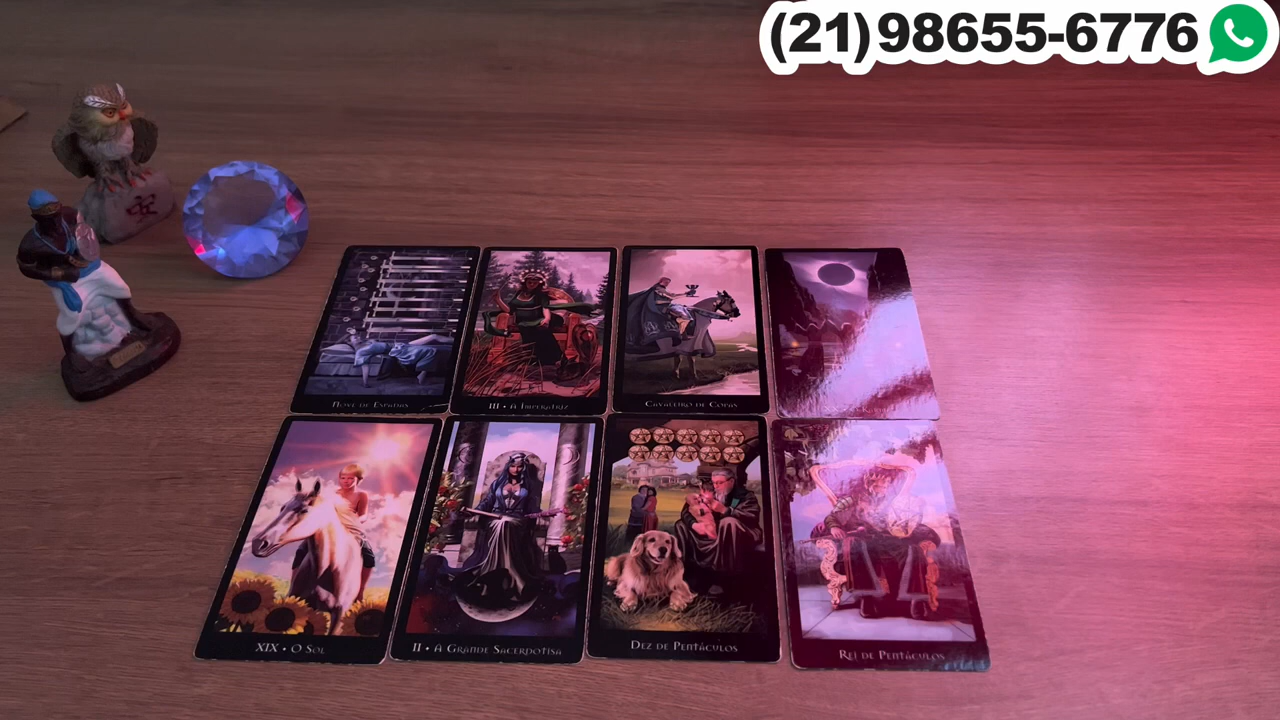 (21)98655-6776
安
NOVE DE ESPADAS
III • A IMPERATRIZ
CAVALEIRO DE COPAS
XIX • O SOL
II • A GRANDE SACERDOTISA
DEZ DE PENTÁCULOS
REI DE PENTÁCULOS